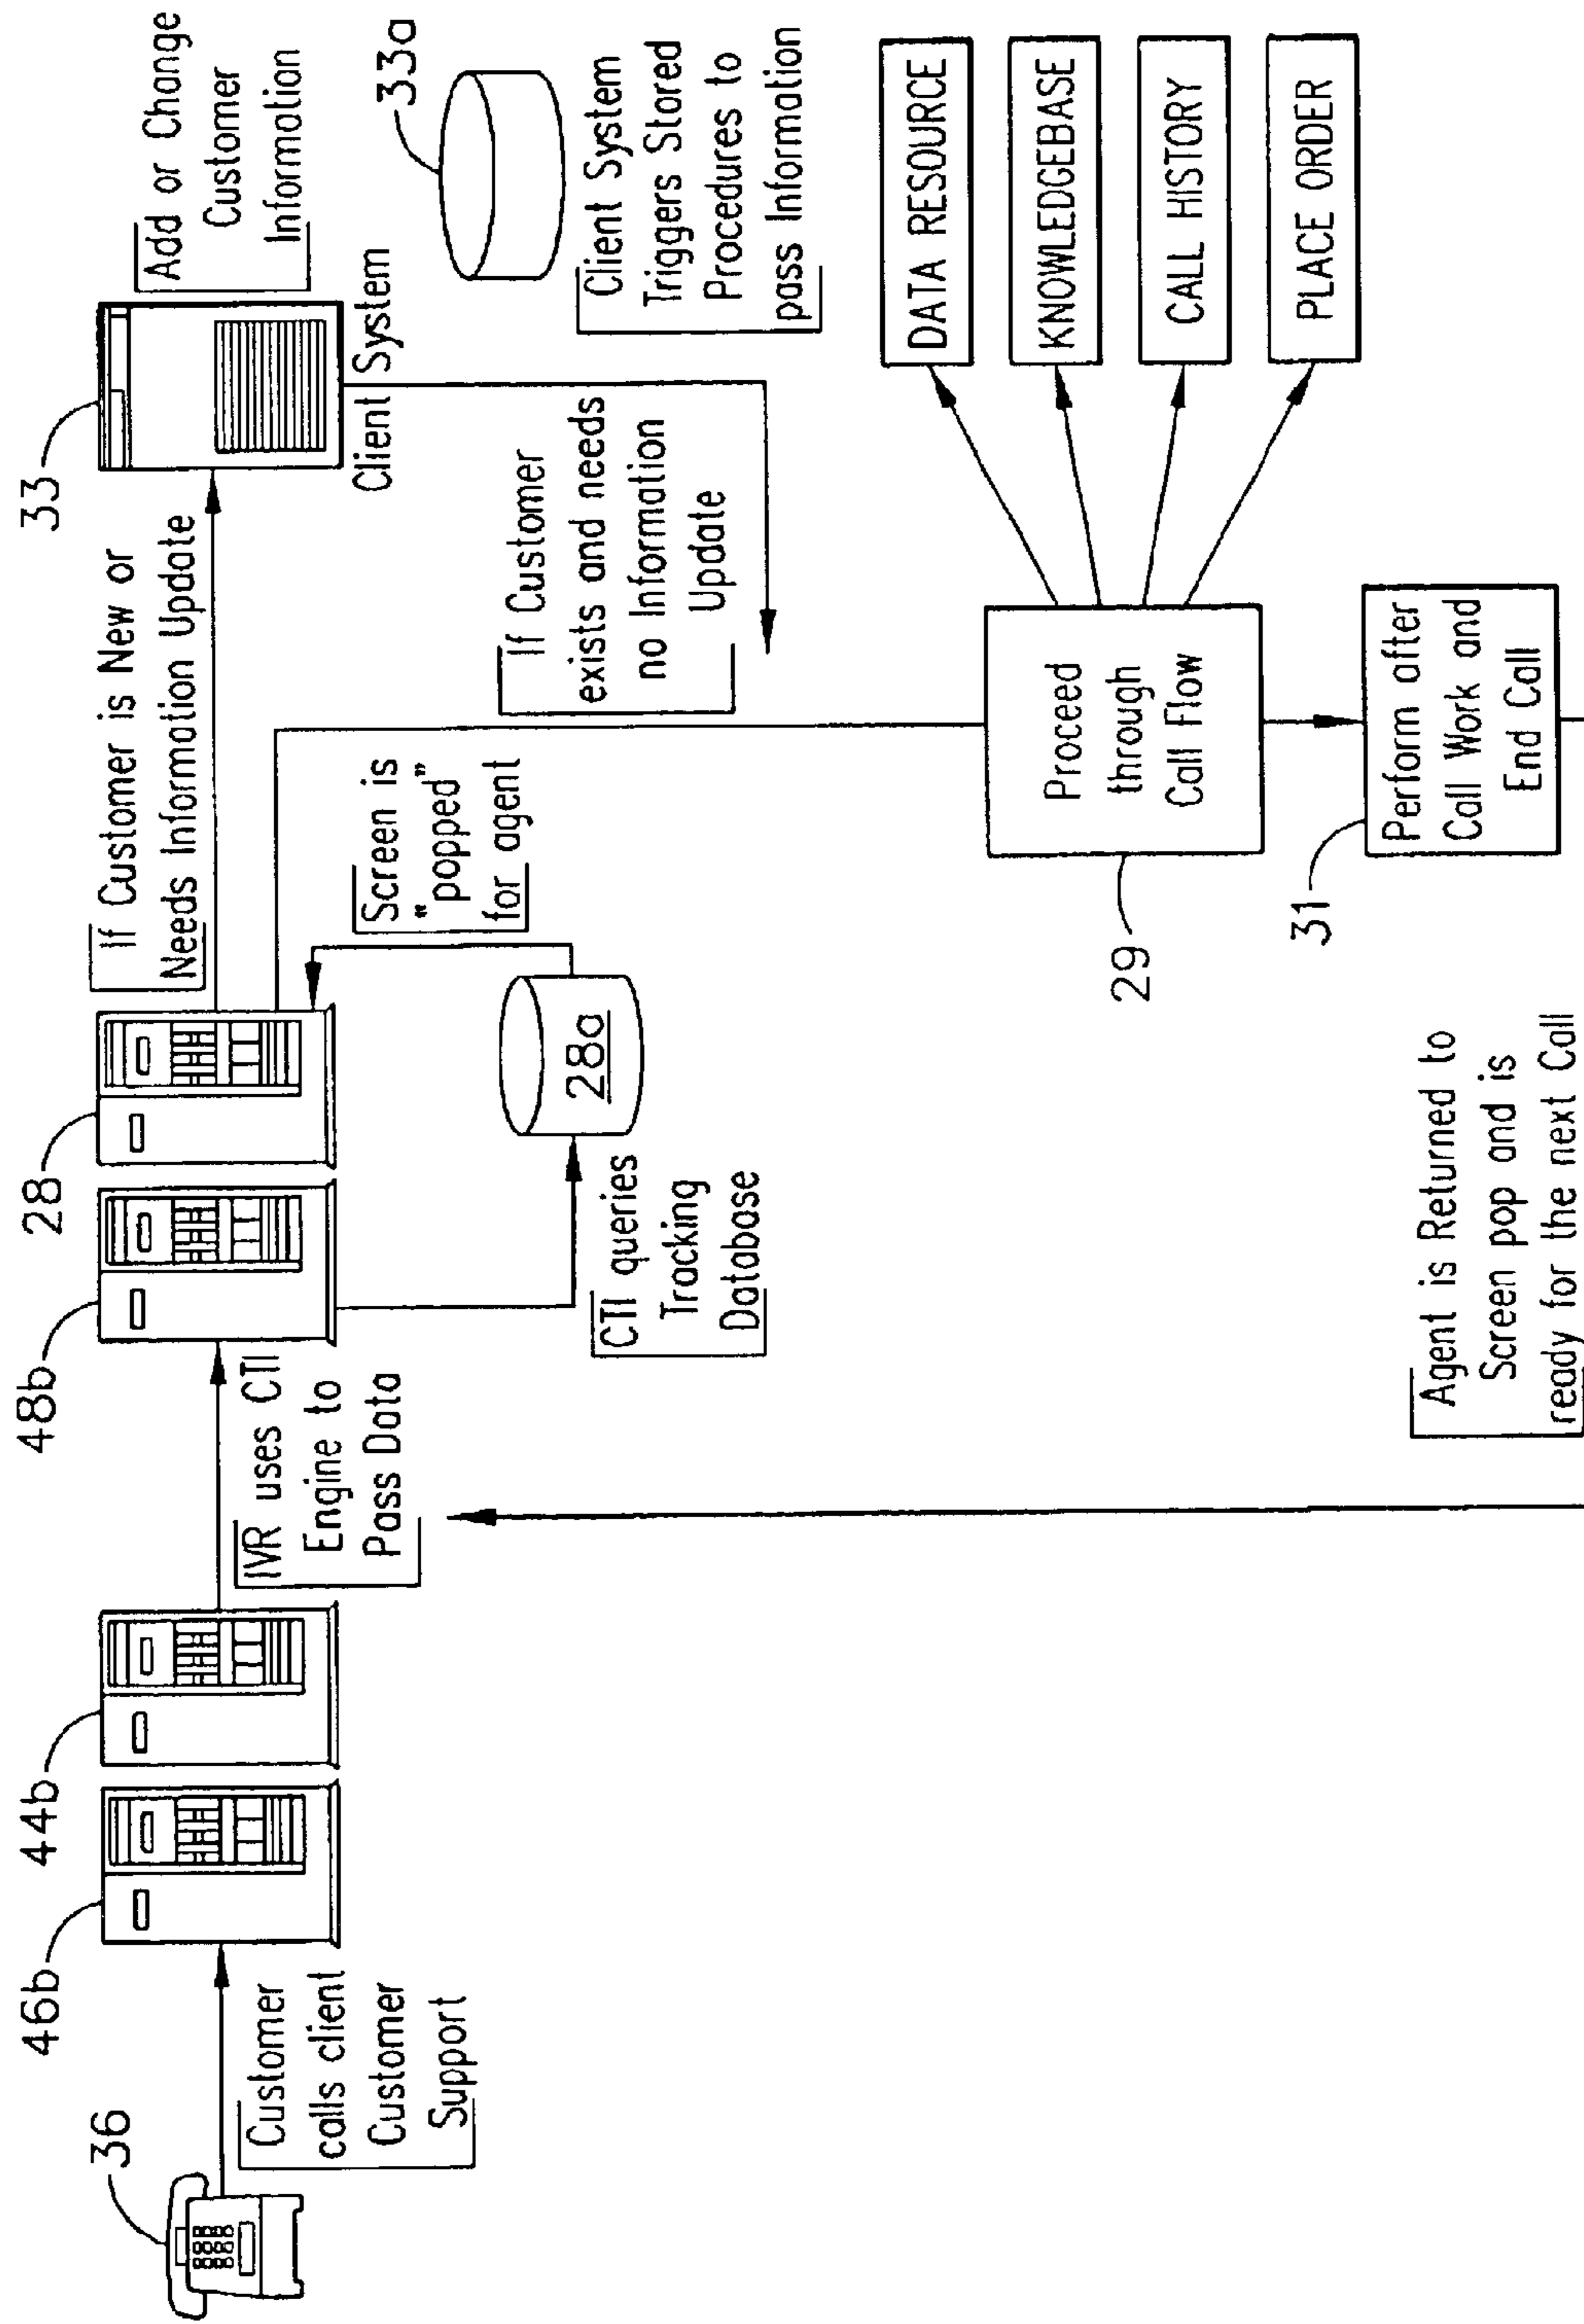 36
Customer
calls client
Customer
Support
46b
44b
IVR uses CTI
Engine to
Pass Data
48b
28
CTI queries
Tracking
Database
28a
Screen is
"popped"
for agent
If Customer is New or
Needs Information Update
33
Client System
Add or Change
Customer
Information
33a
Client System
Triggers Stored
Procedures to
pass Information
If Customer
exists and needs
no Information
Update
Proceed
through
Call Flow
29
DATA RESOURCE
KNOWLEDGEBASE
CALL HISTORY
PLACE ORDER
Perform after
Call Work and
End Call
31
Agent is Returned to
Screen pop and is
ready for the next Call